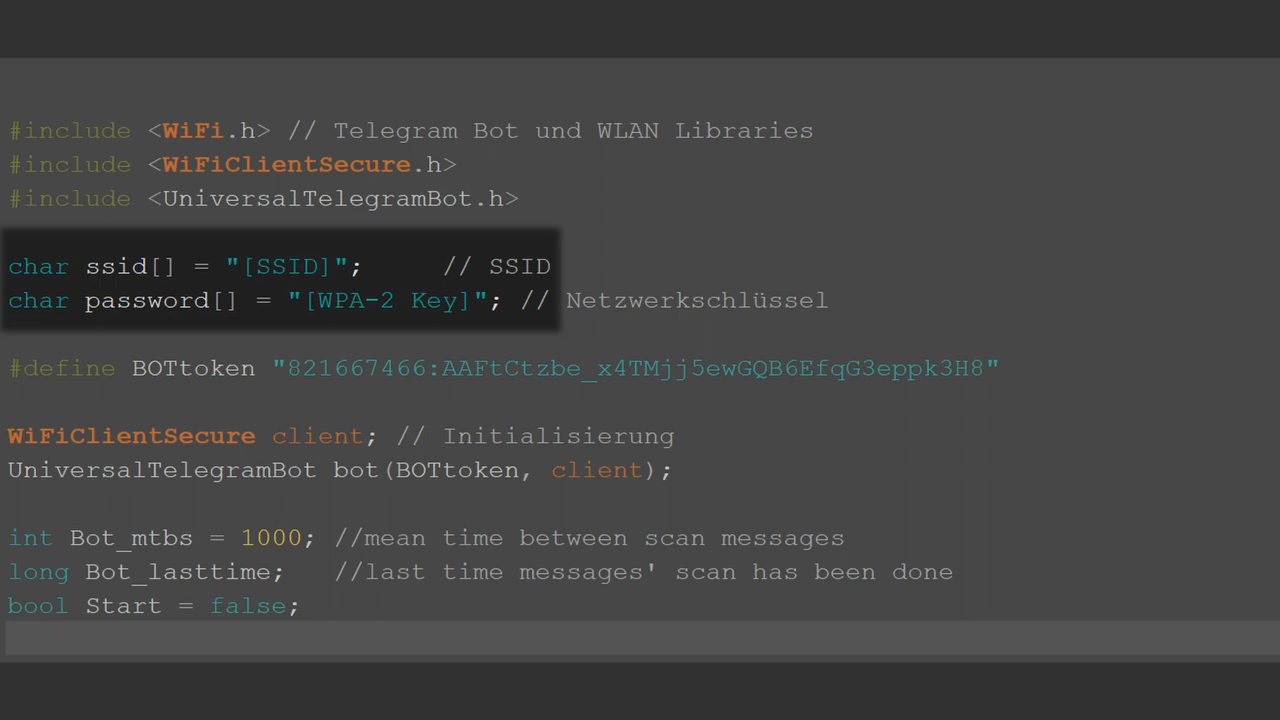 #include <WiFi.h> // Telegram Bot und WLAN Libraries
#include <WiFiClientSecure.h>
#include <UniversalTelegramBot.h>
char ssid[] = "[SSID]"; // SSID
char password[] = "[WPA-2 Key]"; // Netzwerkschlüssel
#define BOTtoken "821667466:AAFtCtzbe_x4TMjj5ewGQB6EfqG3eppk3H8"
WiFiClientSecure client; // Initialisierung
UniversalTelegramBot bot(BOTtoken, client);
int Bot_mtbs = 1000; //mean time between scan messages
long Bot_lasttime; //last time messages' scan has been done
bool Start = false;